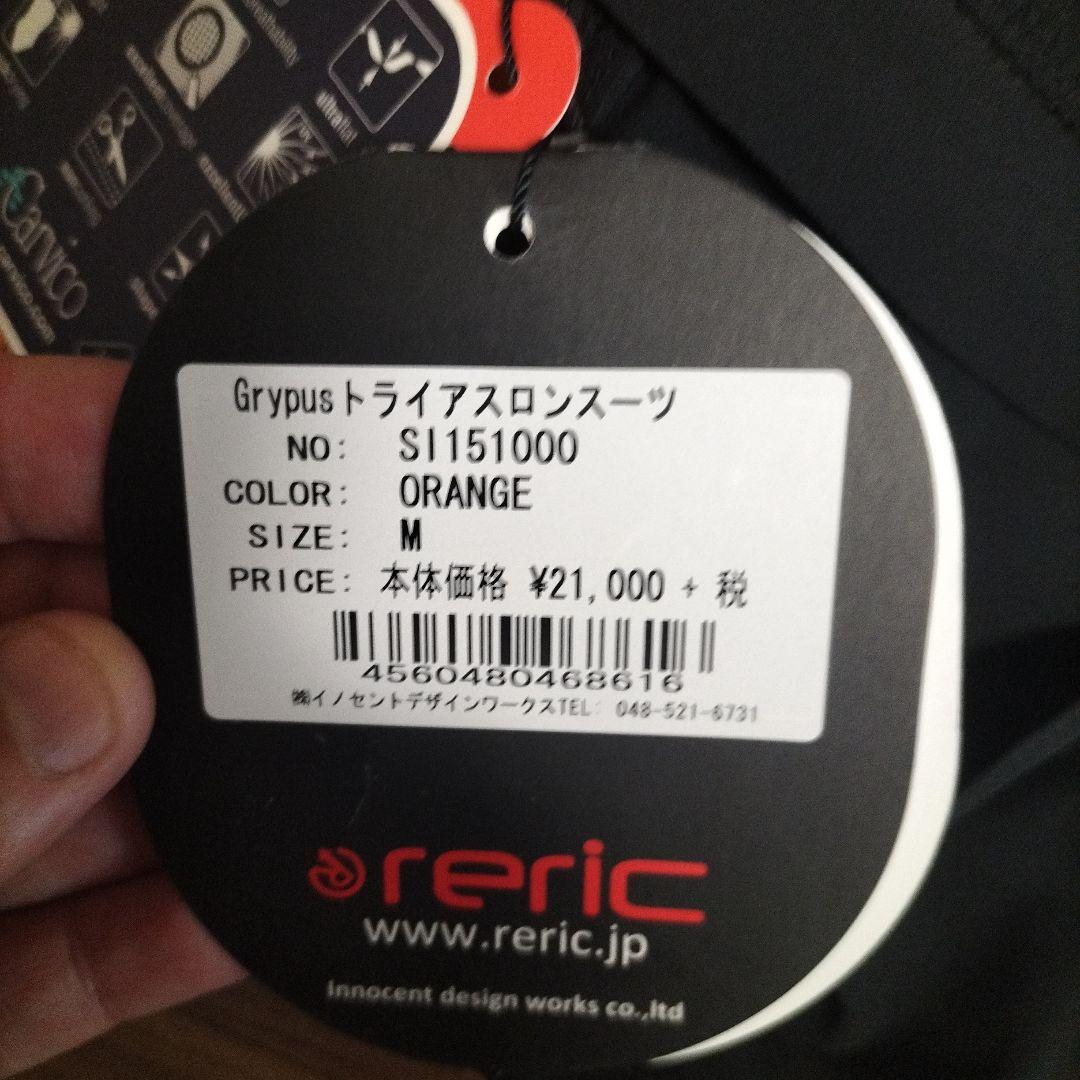 ultraflat
Carvico
Grypusトライアスロンスーツ
NO: SI151000
COLOR: ORANGE
SIZE: M
PRICE: 本体価格 ¥21,000 + 税
4560480468616
㈱イノセントデザインワークスTEL: 048-521-6731
reric
www.reric.jp
Innocent design works co.,ltd